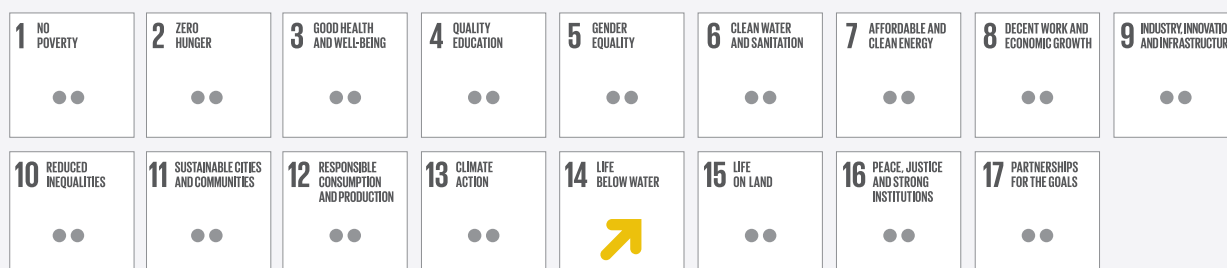 1 NO
POVERTY
2 ZERO
HUNGER
3 GOOD HEALTH
AND WELL-BEING
4 QUALITY
EDUCATION
5 GENDER
EQUALITY
6 CLEAN WATER
AND SANITATION
7 AFFORDABLE AND
CLEAN ENERGY
8 DECENT WORK AND
ECONOMIC GROWTH
9 INDUSTRY, INNOVATIO
AND INFRASTRUCTUR
10 REDUCED
INEQUALITIES
11 SUSTAINABLE CITIES
AND COMMUNITIES
12 RESPONSIBLE
CONSUMPTION
AND PRODUCTION
13 CLIMATE
ACTION
14 LIFE
BELOW WATER
15 LIFE
ON LAND
16 PEACE, JUSTICE
AND STRONG
INSTITUTIONS
17 PARTNERSHIPS
FOR THE GOALS